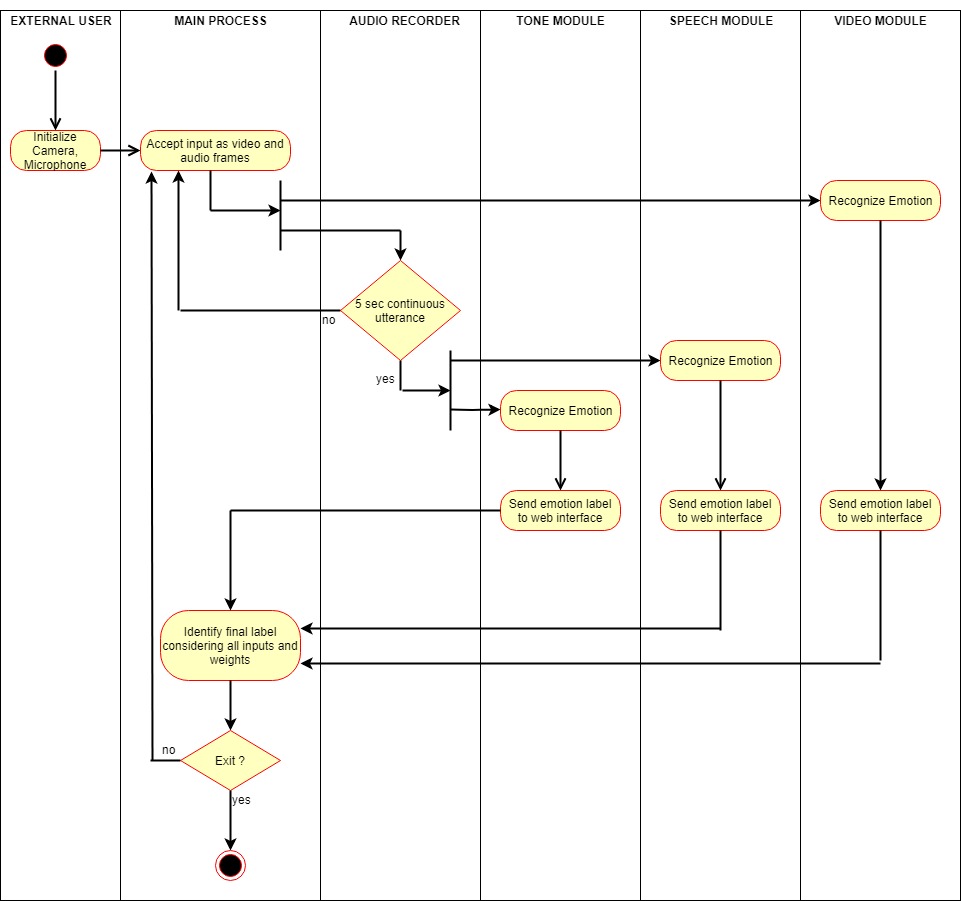 EXTERNAL USER
MAIN PROCESS
AUDIO RECORDER
TONE MODULE
SPEECH MODULE
VIDEO MODULE
Initialize
Camera,
Microphone
Accept input as video and
audio frames
Recognize Emotion
5 sec continuous
utterance
no
yes
Recognize Emotion
Recognize Emotion
Send emotion label
to web interface
Send emotion label
to web interface
Send emotion label
to web interface
Identify final label
considering all inputs and
weights
no
Exit ?
yes